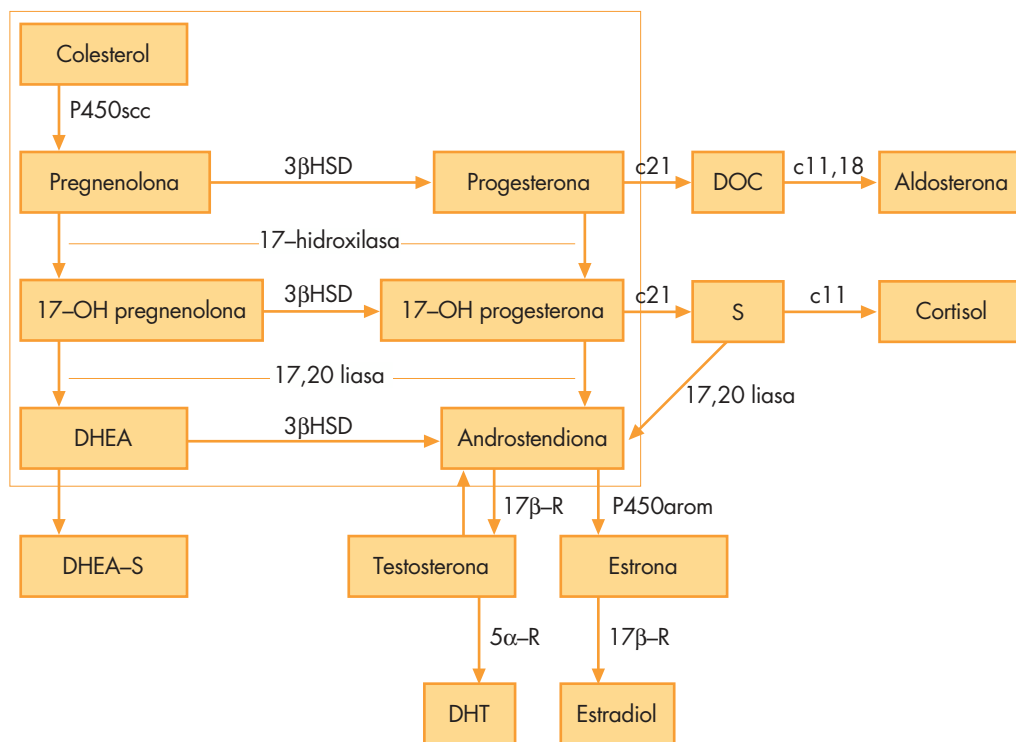 Colesterol
P450scc
Pregnenolona
3βHSD
Progesterona
c21
DOC
c11,18
Aldosterona
17–hidroxilasa
17–OH pregnenolona
3βHSD
17–OH progesterona
c21
S
c11
Cortisol
17,20 liasa
17,20 liasa
DHEA
3βHSD
Androstendiona
17β–R
P450arom
DHEA–S
Testosterona
Estrona
5α–R
17β–R
DHT
Estradiol